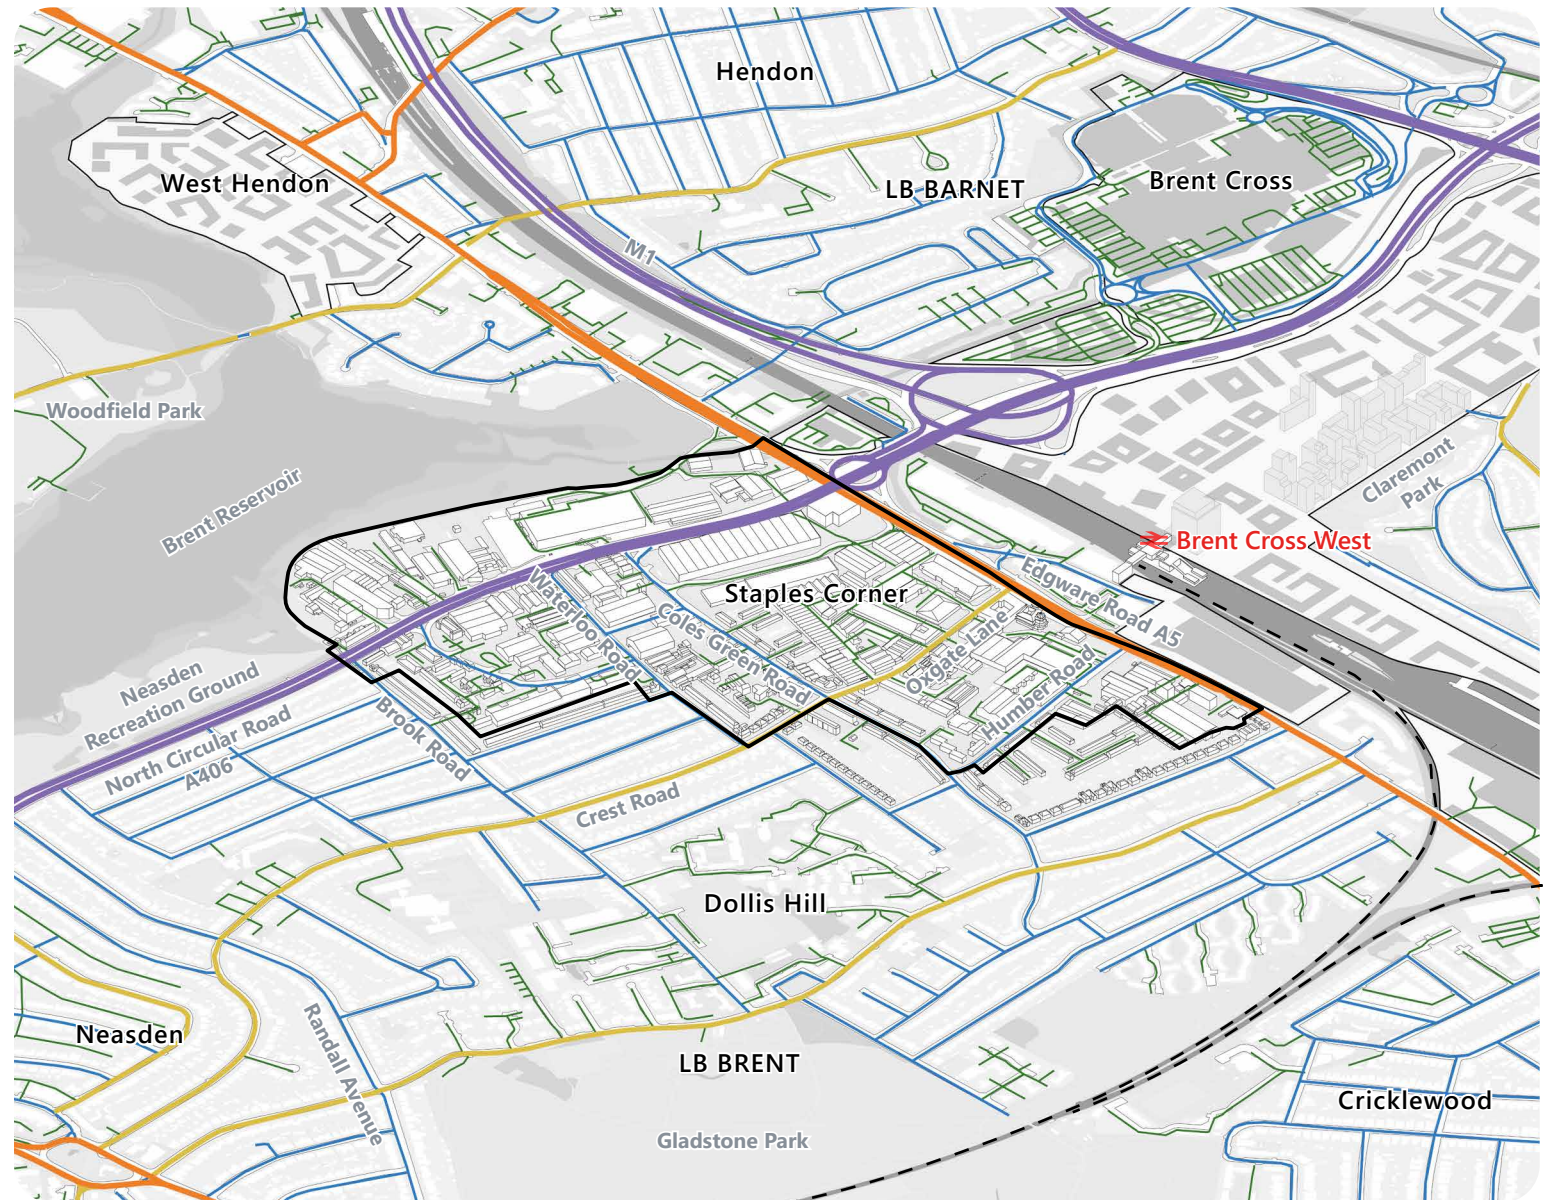 Hendon
West Hendon
LB BARNET
Brent Cross
M1
Woodfield Park
Brent Reservoir
Claremont
Park
Brent Cross West
Edgware Road A5
Staples Corner
Waterloo Road
Coles Green Road
Oxgate Lane
Humber Road
Neasden
Recreation Ground
North Circular Road
A406
Brook Road
Crest Road
Dollis Hill
Neasden
Randall Avenue
LB BRENT
Cricklewood
Gladstone Park